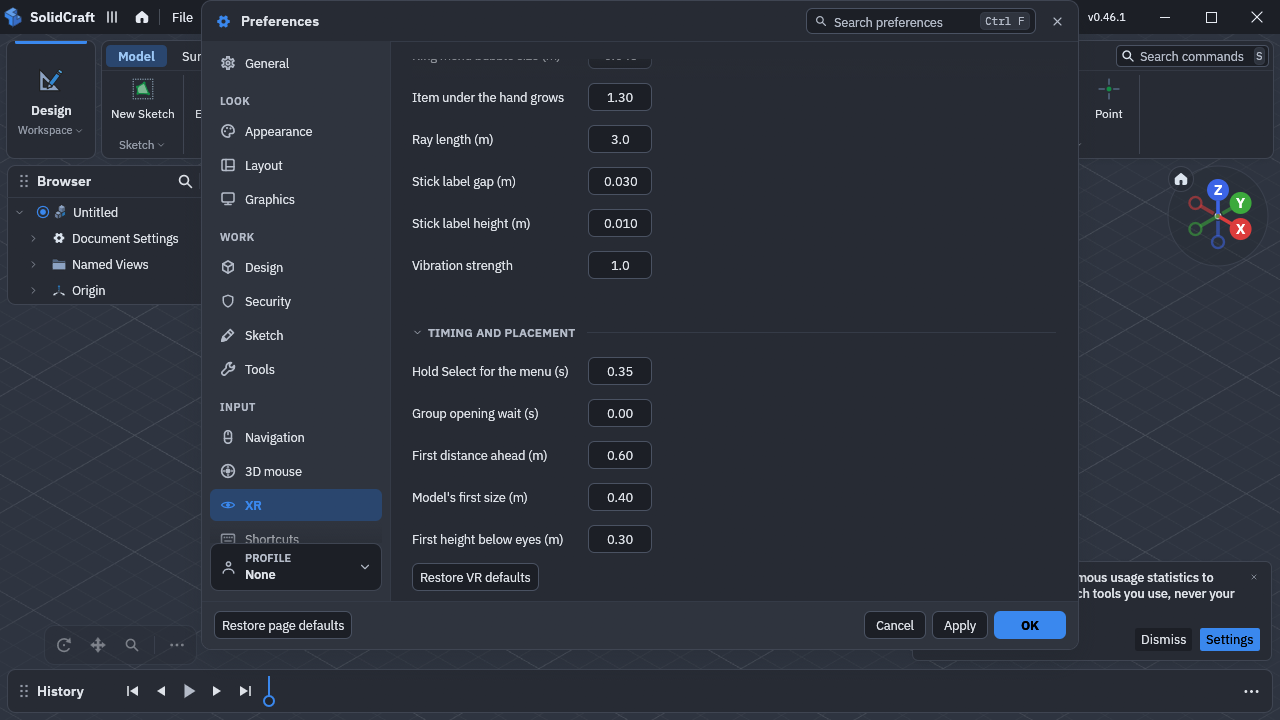 SolidCraft
File
Preferences
Search preferences
Ctrl F
v0.46.1
Model
Design
Workspace
New Sketch
Sketch
Search commands
S
Point
Browser
Untitled
Document Settings
Named Views
Origin
General
LOOK
Appearance
Layout
Graphics
WORK
Design
Security
Sketch
Tools
INPUT
Navigation
3D mouse
XR
Shortcuts
PROFILE
None
Item under the hand grows 1.30
Ray length (m) 3.0
Stick label gap (m) 0.030
Stick label height (m) 0.010
Vibration strength 1.0
TIMING AND PLACEMENT
Hold Select for the menu (s) 0.35
Group opening wait (s) 0.00
First distance ahead (m) 0.60
Model's first size (m) 0.40
First height below eyes (m) 0.30
Restore VR defaults
Restore page defaults
Cancel
Apply
OK
Z
Y
X
usage statistics to
tools you use, never your
Dismiss
Settings
History